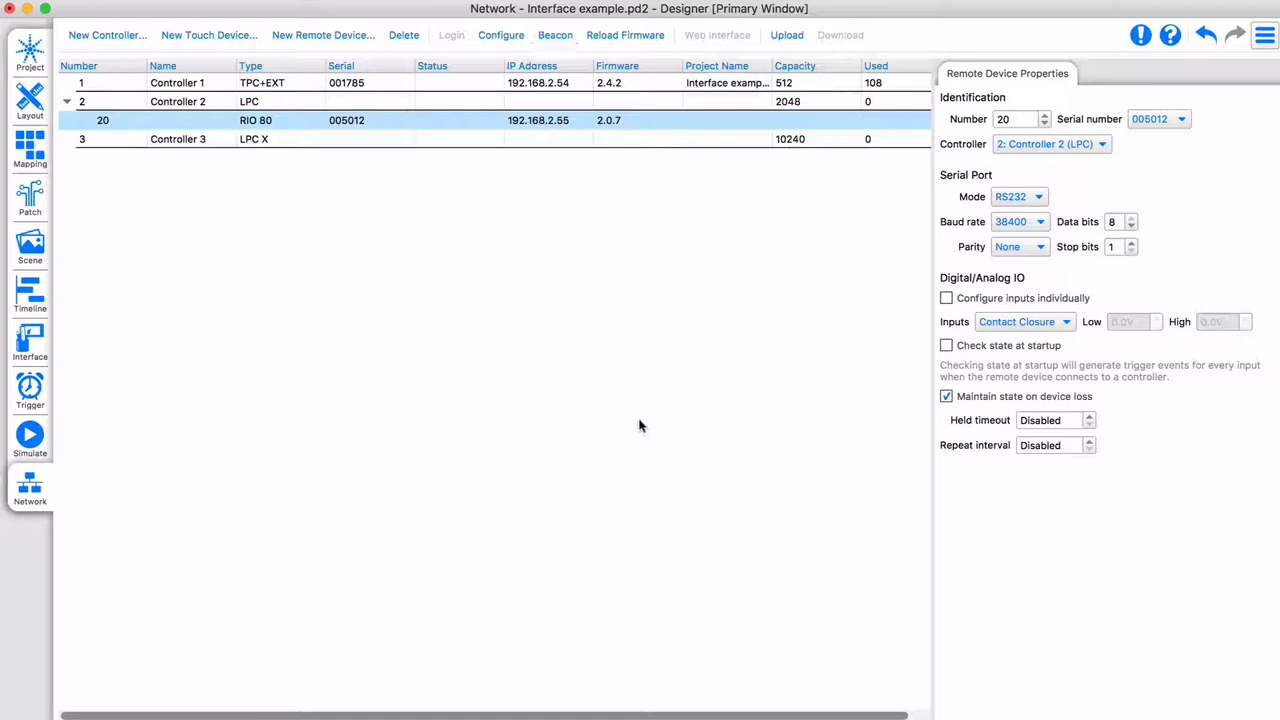 Network - Interface example.pd2 - Designer [Primary Window]
New Controller... New Touch Device... New Remote Device... Delete Login Configure Beacon Reload Firmware Web Interface Upload Download
Project
Layout
Mapping
Patch
Scene
Timeline
Interface
Trigger
Simulate
Network
Number Name Type Serial Status IP Address Firmware Project Name Capacity Used
1 Controller 1 TPC+EXT 001785 192.168.2.54 2.4.2 Interface examp... 512 108
2 Controller 2 LPC 2048 0
20 RIO 80 005012 192.168.2.55 2.0.7
3 Controller 3 LPC X 10240 0
Remote Device Properties
Identification
Number 20 Serial number 005012
Controller 2: Controller 2 (LPC)
Serial Port
Mode RS232
Baud rate 38400 Data bits 8
Parity None Stop bits 1
Digital/Analog IO
Configure inputs individually
Inputs Contact Closure Low 0.0V High 0.0V
Check state at startup
Checking state at startup will generate trigger events for every input
when the remote device connects to a controller.
Maintain state on device loss
Held timeout Disabled
Repeat interval Disabled